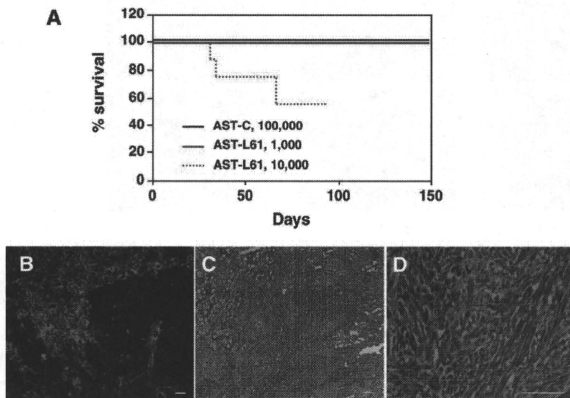 A
120
100
80
60
40
20
0
% survival
AST-C, 100,000
AST-L61, 1,000
AST-L61, 10,000
0 50 100 150
Days
B C D